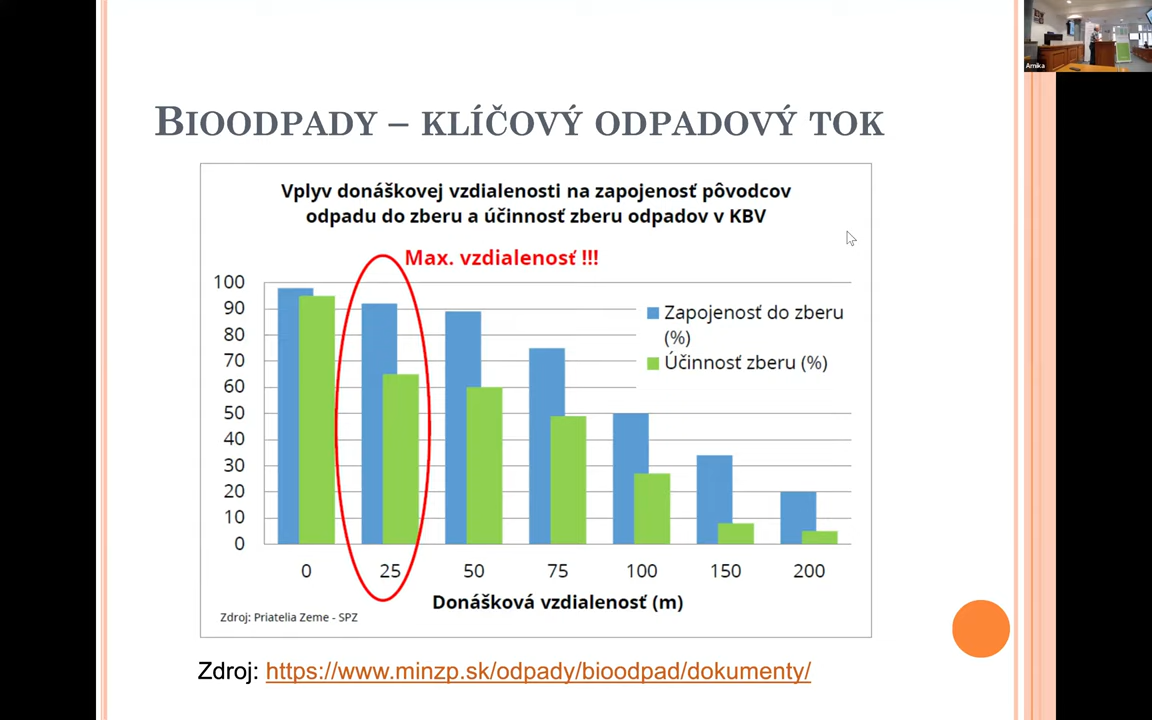 Arnika
Bioodpady – klíčový odpadový tok
Vplyv donáškovej vzdialenosti na zapojenosť pôvodcov
odpadu do zberu a účinnosť zberu odpadov v KBV
Max. vzdialenosť !!!
100
90
80
70
60
50
40
30
20
10
0
Zapojenosť do zberu
(%)
Účinnosť zberu (%)
0 25 50 75 100 150 200
Donášková vzdialenosť (m)
Zdroj: Priatelia Zeme - SPZ
Zdroj: https://www.minzp.sk/odpady/bioodpad/dokumenty/